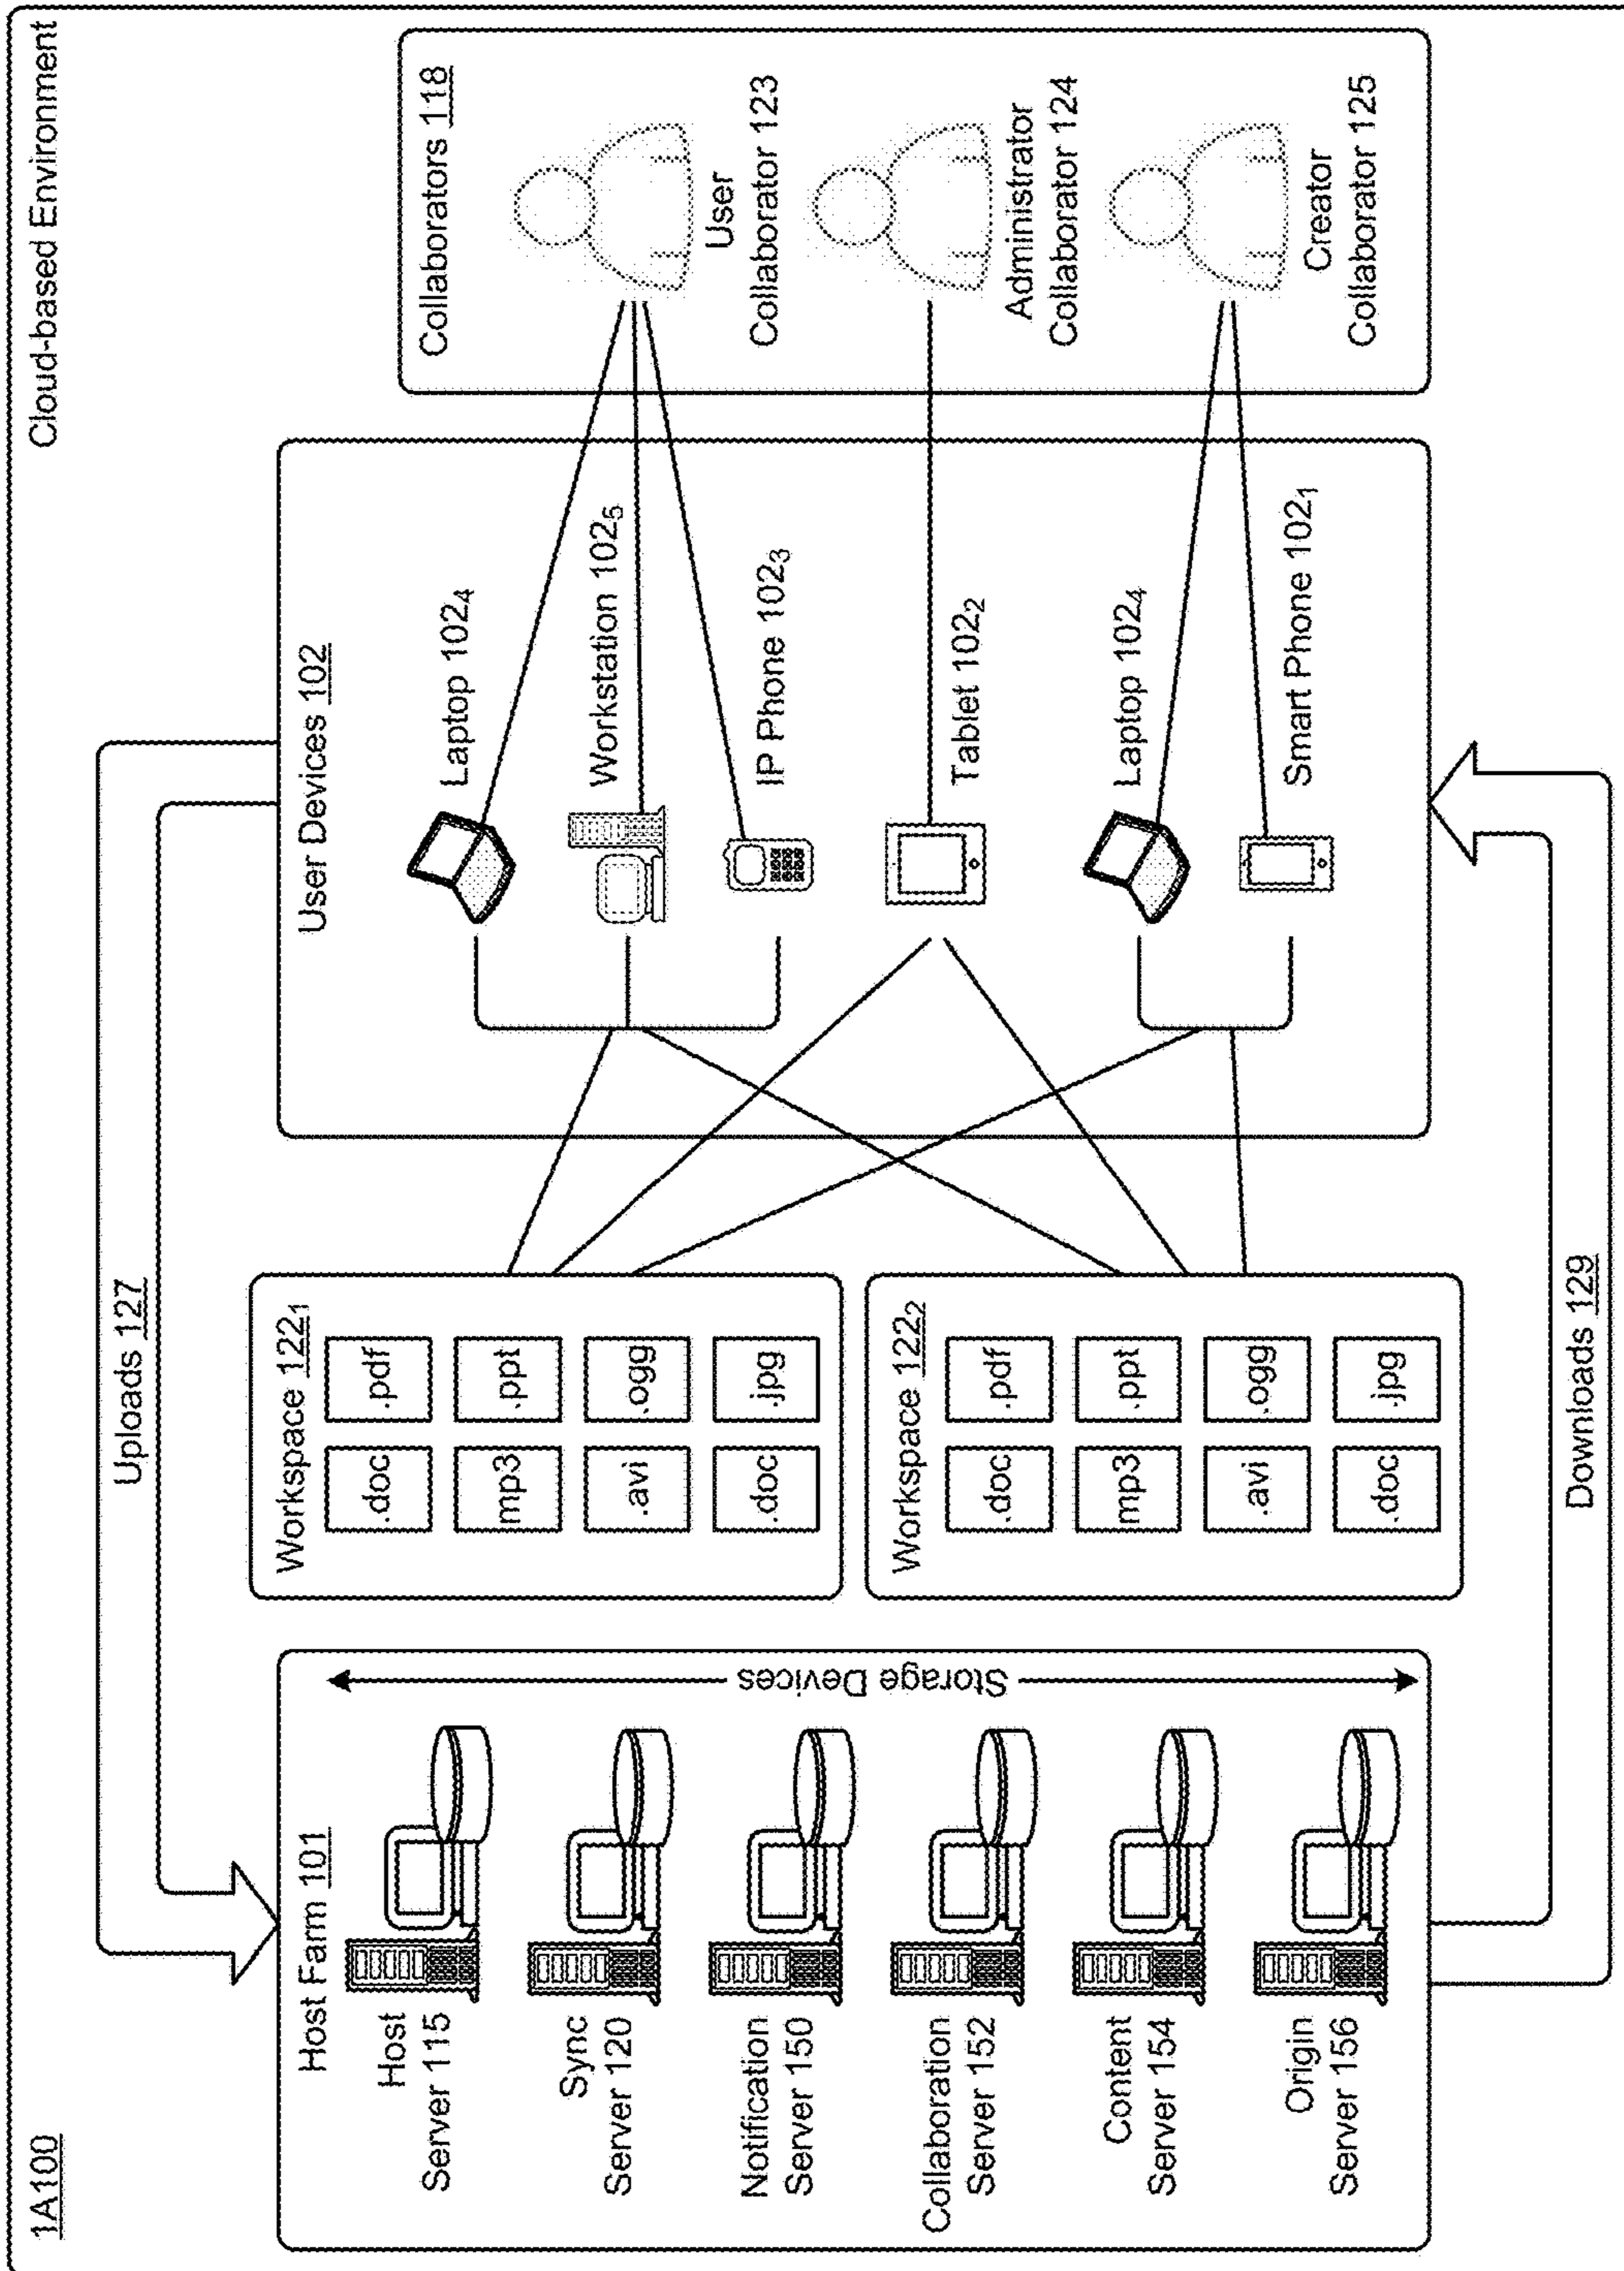 1A100
Cloud-based Environment
Uploads 127
Host Farm 101
Host
Server 115
Sync
Server 120
Notification
Server 150
Collaboration
Server 152
Content
Server 154
Origin
Server 156
Storage Devices
Workspace 122₁
.doc
.pdf
mp3
.ppt
.avi
.ogg
.doc
.jpg
Workspace 122₂
.doc
.pdf
mp3
.ppt
.avi
.ogg
.doc
.jpg
User Devices 102
Laptop 102₄
Workstation 102₅
IP Phone 102₃
Tablet 102₂
Laptop 102₄
Smart Phone 102₁
Collaborators 118
User
Collaborator 123
Administrator
Collaborator 124
Creator
Collaborator 125
Downloads 129